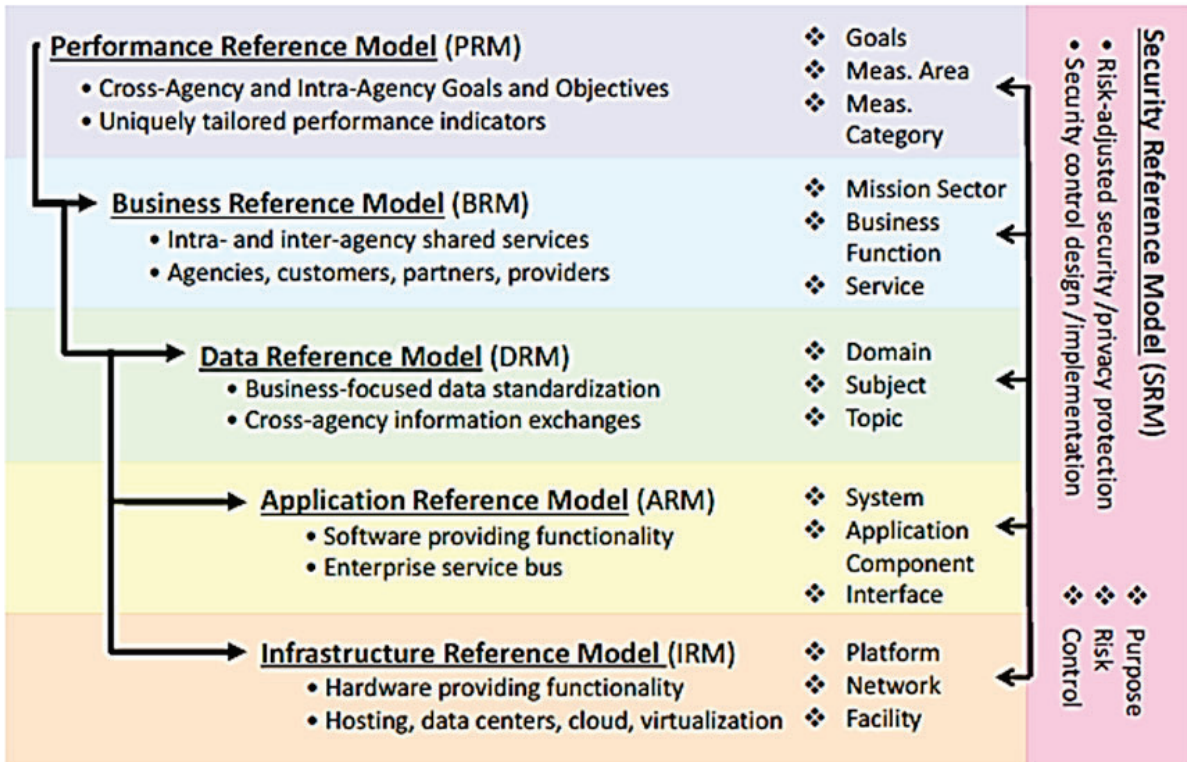 Performance Reference Model (PRM)
• Cross-Agency and Intra-Agency Goals and Objectives
• Uniquely tailored performance indicators
❖ Goals
❖ Meas. Area
❖ Meas.
Category
Business Reference Model (BRM)
• Intra- and inter-agency shared services
• Agencies, customers, partners, providers
❖ Mission Sector
❖ Business
Function
❖ Service
Data Reference Model (DRM)
• Business-focused data standardization
• Cross-agency information exchanges
❖ Domain
❖ Subject
❖ Topic
Application Reference Model (ARM)
• Software providing functionality
• Enterprise service bus
❖ System
❖ Application
Component
❖ Interface
Infrastructure Reference Model (IRM)
• Hardware providing functionality
• Hosting, data centers, cloud, virtualization
❖ Platform
❖ Network
❖ Facility
Security Reference Model (SRM)
• Risk-adjusted security/privacy protection
• Security control design/implementation
❖ Purpose
❖ Risk
❖ Control